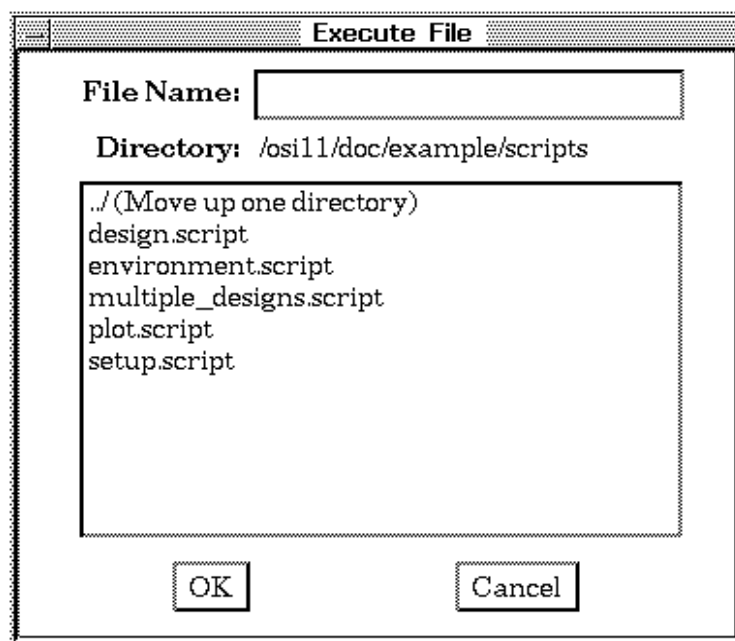 Execute File
File Name:
Directory: /osi11/doc/example/scripts
../ (Move up one directory)
design.script
environment.script
multiple_designs.script
plot.script
setup.script
OK Cancel